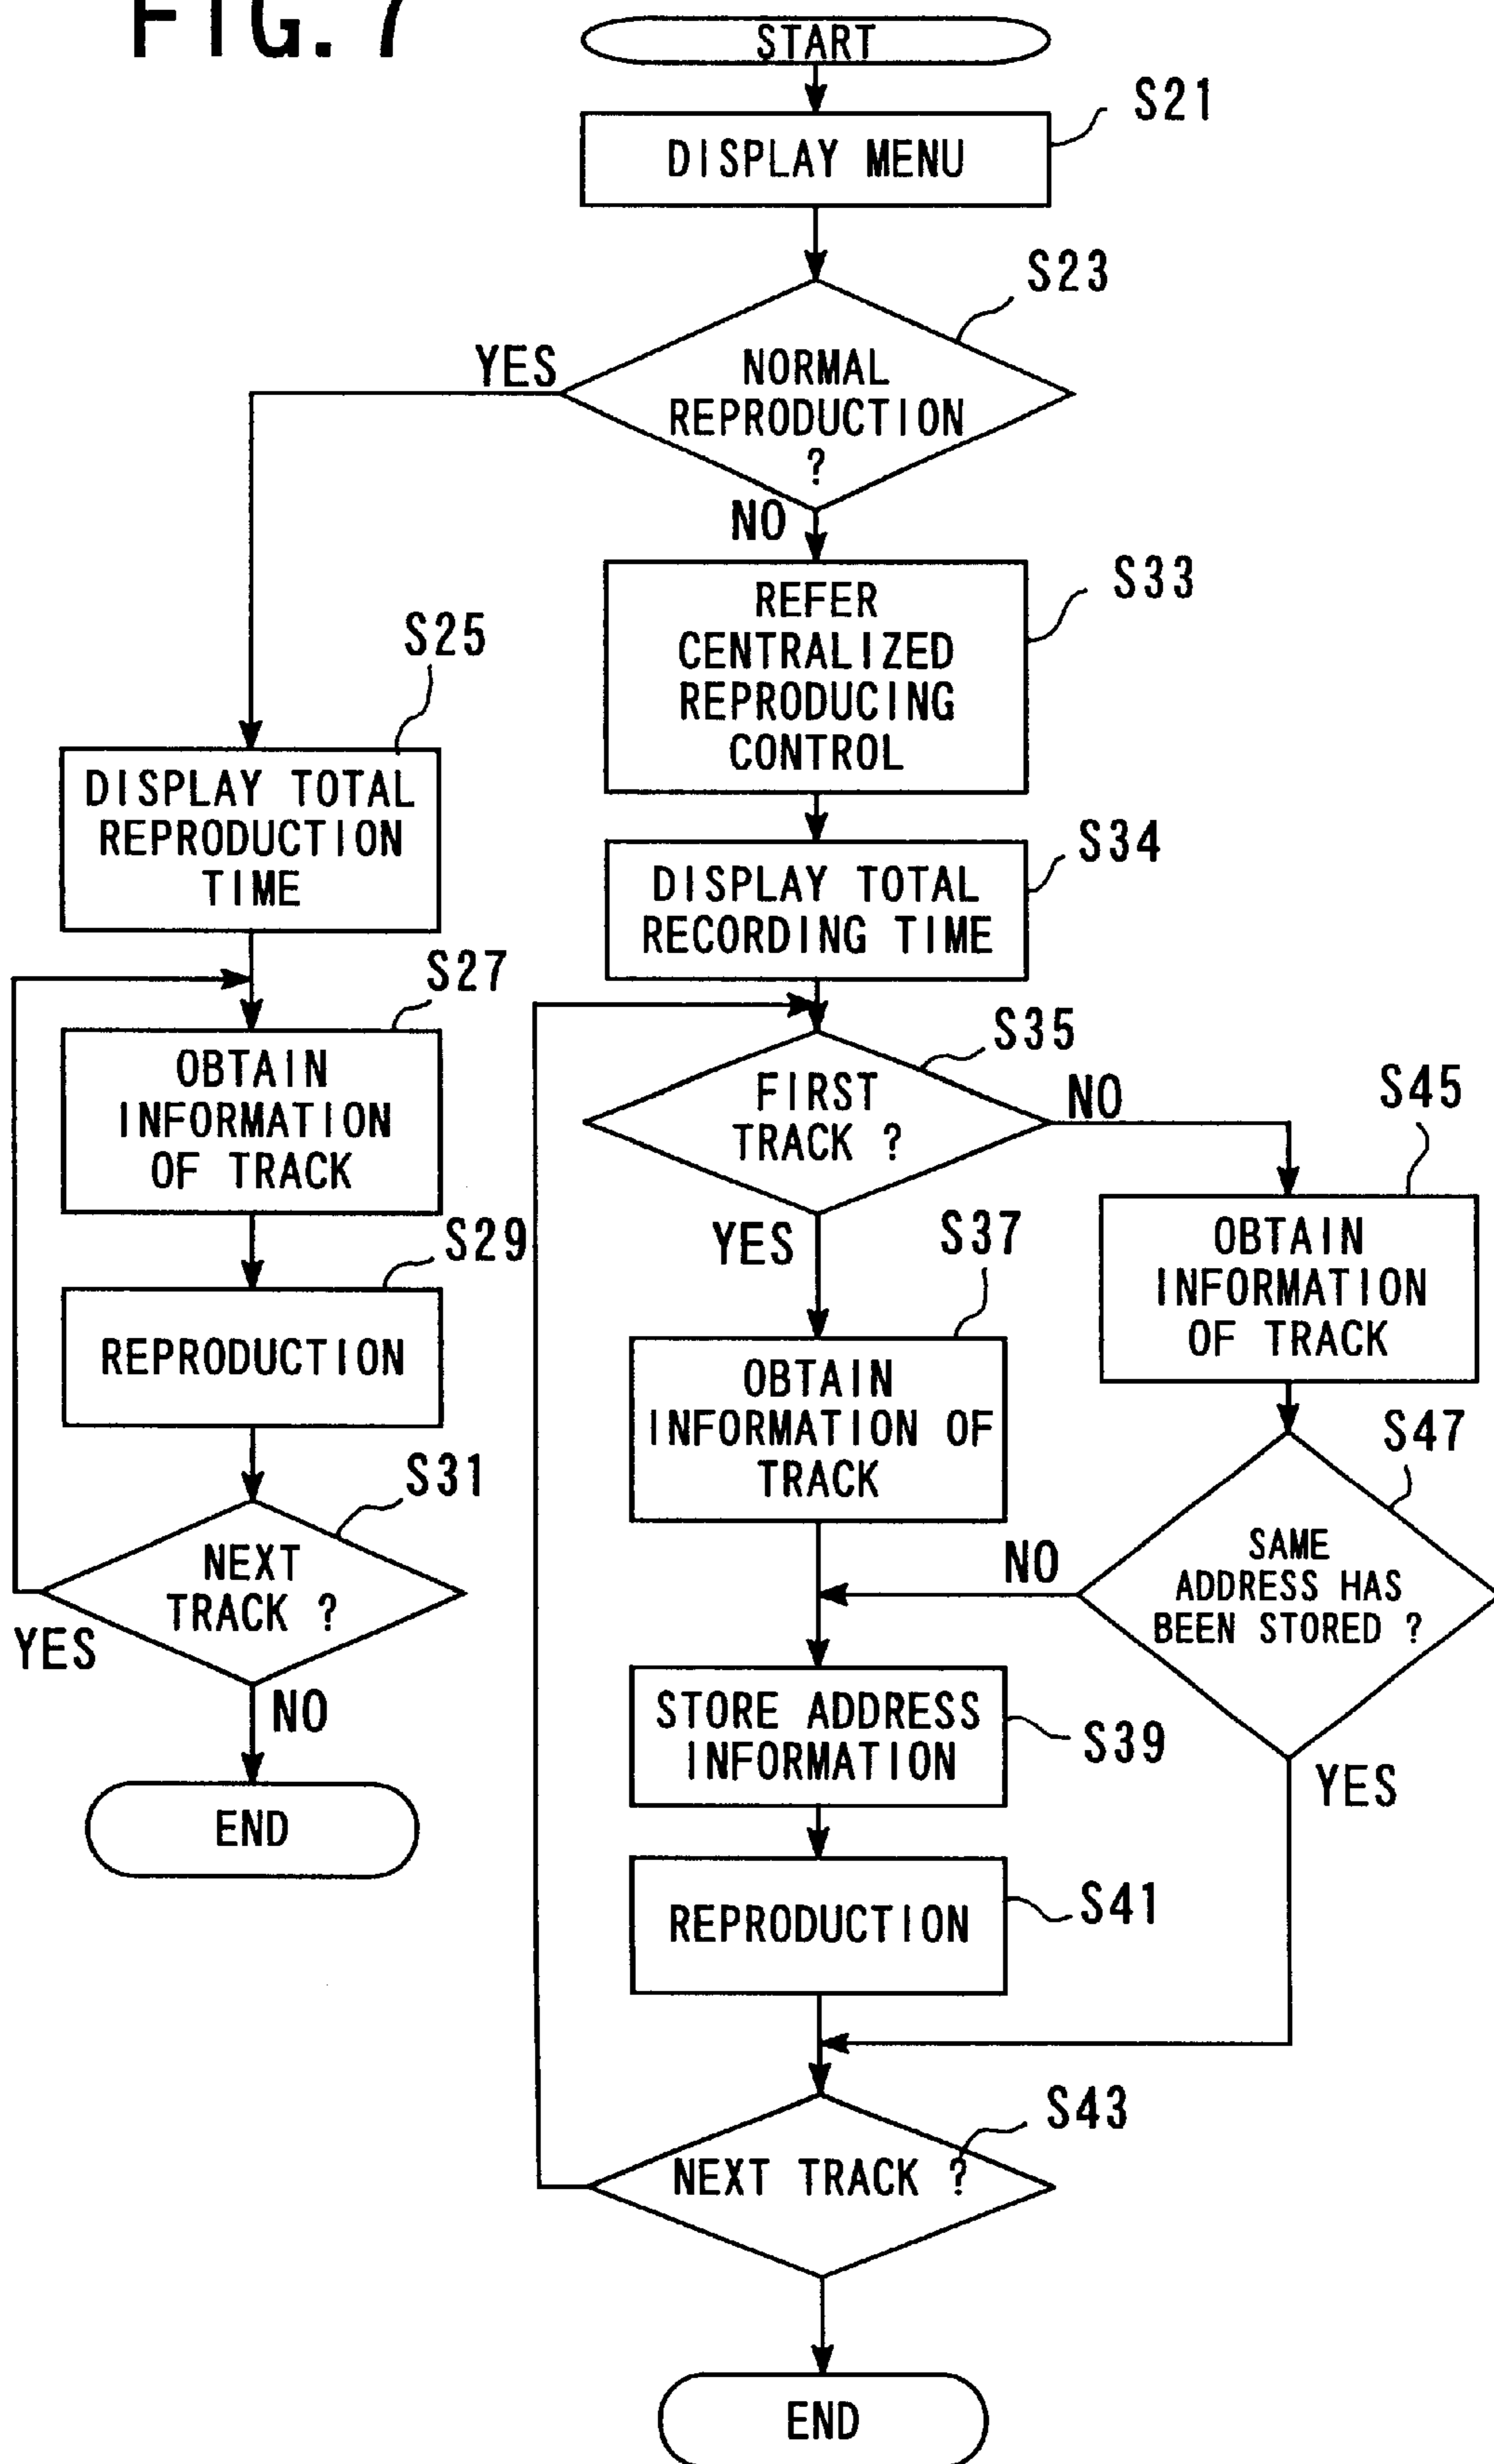 FIG. 7
START
S21
DISPLAY MENU
S23
YES
NORMAL
REPRODUCTION
?
NO
S33
REFER
CENTRALIZED
REPRODUCING
CONTROL
S25
DISPLAY TOTAL
REPRODUCTION
TIME
S34
DISPLAY TOTAL
RECORDING TIME
S27
OBTAIN
INFORMATION
OF TRACK
S35
FIRST
TRACK ?
NO
S45
OBTAIN
INFORMATION
OF TRACK
YES
S37
S29
REPRODUCTION
OBTAIN
INFORMATION OF
TRACK
S31
NEXT
TRACK ?
YES
NO
END
S47
SAME
ADDRESS HAS
BEEN STORED ?
NO
YES
STORE ADDRESS
INFORMATION
S39
REPRODUCTION
S41
S43
NEXT TRACK ?
END